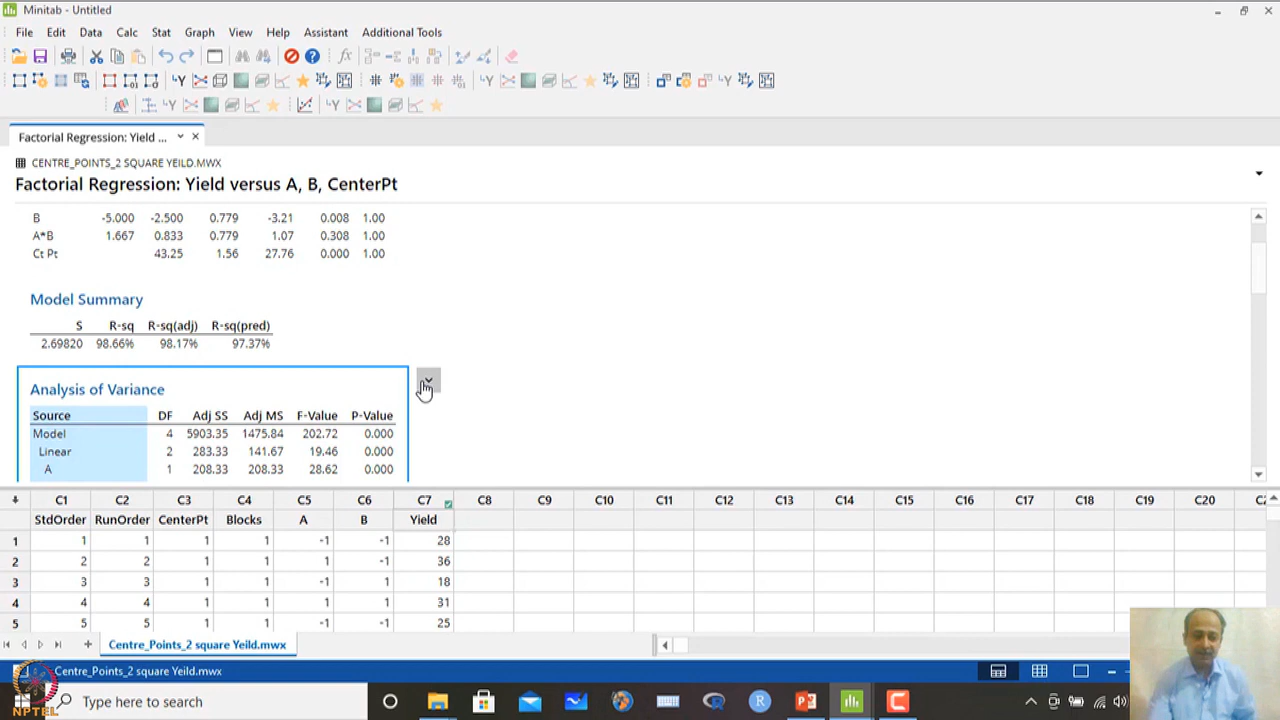 Minitab - Untitled
File Edit Data Calc Stat Graph View Help Assistant Additional Tools
Factorial Regression: Yield ...
CENTRE_POINTS_2 SQUARE YEILD.MWX
Factorial Regression: Yield versus A, B, CenterPt
B -5.000 -2.500 0.779 -3.21 0.008 1.00
A*B 1.667 0.833 0.779 1.07 0.308 1.00
Ct Pt 43.25 1.56 27.76 0.000 1.00
Model Summary
S R-sq R-sq(adj) R-sq(pred)
2.69820 98.66% 98.17% 97.37%
Analysis of Variance
Source DF Adj SS Adj MS F-Value P-Value
Model 4 5903.35 1475.84 202.72 0.000
Linear 2 283.33 141.67 19.46 0.000
A 1 208.33 208.33 28.62 0.000
C1 C2 C3 C4 C5 C6 C7 C8 C9 C10 C11 C12 C13 C14 C15 C16 C17 C18 C19 C20
StdOrder RunOrder CenterPt Blocks A B Yield
1 1 1 1 1 -1 -1 28
2 2 2 1 1 1 -1 36
3 3 3 1 1 -1 1 18
4 4 4 1 1 1 1 31
5 5 5 1 1 -1 -1 25
Centre_Points_2 square Yeild.mwx
Centre_Points_2 square Yeild.mwx
Type here to search
NPTEL